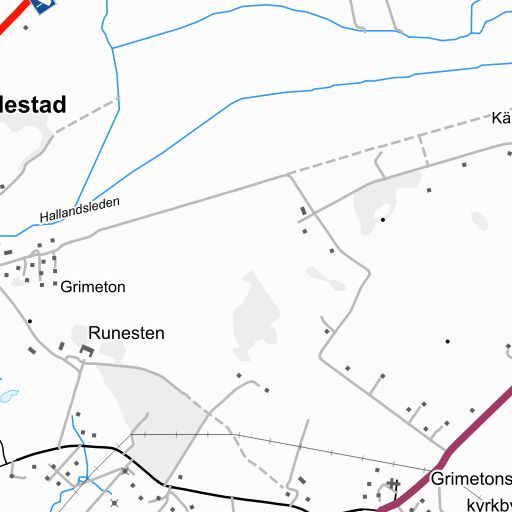 lestad
Kä
Hallandsleden
Grimeton
Runesten
Grimetons
kyrkby